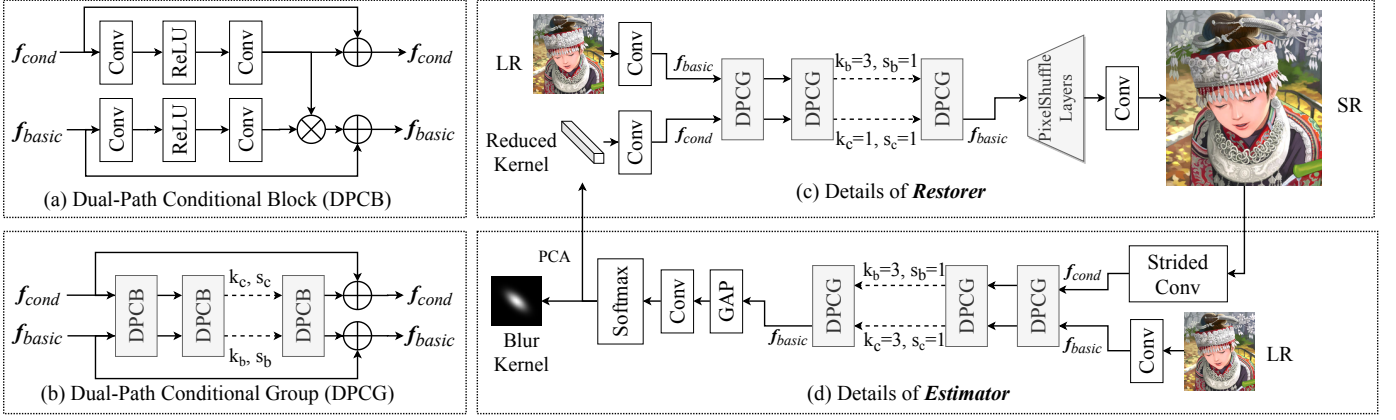 f_cond
Conv
ReLU
Conv
f_cond
f_basic
Conv
ReLU
Conv
f_basic
(a) Dual-Path Conditional Block (DPCB)
f_cond
DPCB
DPCB
k_c, s_c
DPCB
f_cond
f_basic
k_b, s_b
f_basic
(b) Dual-Path Conditional Group (DPCG)
LR
Conv
f_basic
DPCG
DPCG
k_b=3, s_b=1
DPCG
PixelShuffle
Layers
Conv
SR
Reduced
Kernel
Conv
f_cond
k_c=1, s_c=1
f_basic
(c) Details of Restorer
PCA
Blur
Kernel
Softmax
Conv
GAP
f_basic
DPCG
k_b=3, s_b=1
k_c=3, s_c=1
DPCG
DPCG
f_cond
Strided
Conv
f_basic
Conv
LR
(d) Details of Estimator